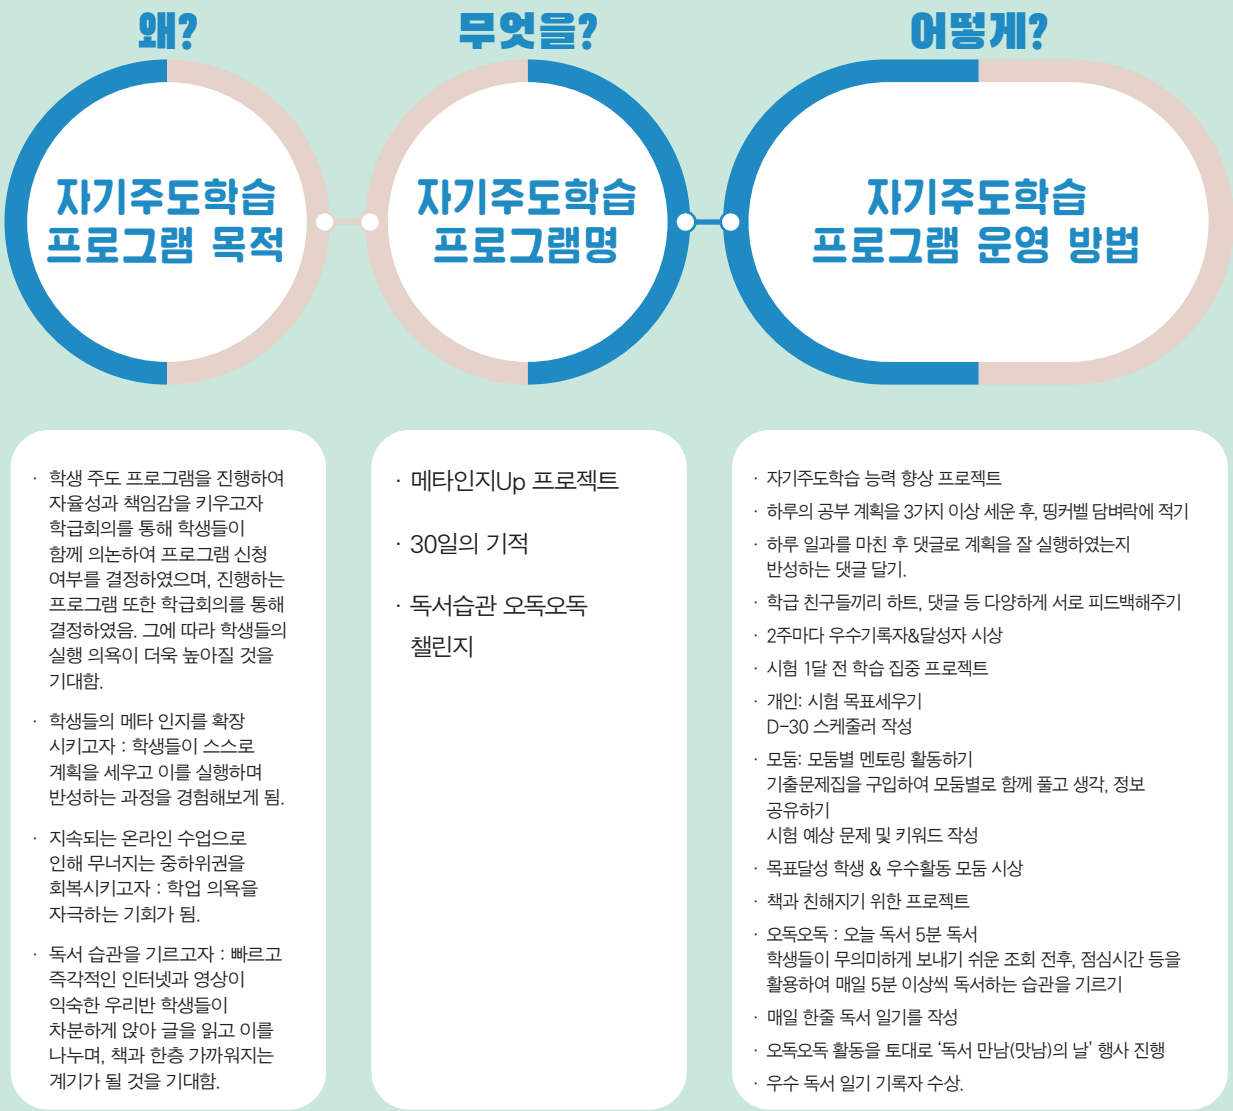 왜?
무엇을?
어떻게?
자기주도학습
프로그램 목적
자기주도학습
프로그램명
자기주도학습
프로그램 운영 방법
· 학생 주도 프로그램을 진행하여
자율성과 책임감을 키우고자
학급회의를 통해 학생들이
함께 의논하여 프로그램 신청
여부를 결정하였으며, 진행하는
프로그램 또한 학급회의를 통해
결정하였음. 그에 따라 학생들의
실행 의욕이 더욱 높아질 것을
기대함.
· 학생들의 메타 인지를 확장
시키고자 : 학생들이 스스로
계획을 세우고 이를 실행하며
반성하는 과정을 경험해보게 됨.
· 지속되는 온라인 수업으로
인해 무너지는 중하위권을
회복시키고자 : 학업 의욕을
자극하는 기회가 됨.
· 독서 습관을 기르고자 : 빠르고
즉각적인 인터넷과 영상이
익숙한 우리반 학생들이
차분하게 앉아 글을 읽고 이를
나누며, 책과 한층 가까워지는
계기가 될 것을 기대함.
· 메타인지Up 프로젝트
· 30일의 기적
· 독서습관 오독오독
챌린지
· 자기주도학습 능력 향상 프로젝트
· 하루의 공부 계획을 3가지 이상 세운 후, 띵커벨 담벼락에 적기
· 하루 일과를 마친 후 댓글로 계획을 잘 실행하였는지
반성하는 댓글 달기.
· 학급 친구들끼리 하트, 댓글 등 다양하게 서로 피드백해주기
· 2주마다 우수기록자&달성자 시상
· 시험 1달 전 학습 집중 프로젝트
· 개인: 시험 목표세우기
D-30 스케줄러 작성
· 모둠: 모둠별 멘토링 활동하기
기출문제집을 구입하여 모둠별로 함께 풀고 생각, 정보
공유하기
시험 예상 문제 및 키워드 작성
· 목표달성 학생 & 우수활동 모둠 시상
· 책과 친해지기 위한 프로젝트
· 오독오독 : 오늘 독서 5분 독서
학생들이 무의미하게 보내기 쉬운 조회 전후, 점심시간 등을
활용하여 매일 5분 이상씩 독서하는 습관을 기르기
· 매일 한줄 독서 일기를 작성
· 오독오독 활동을 토대로 ‘독서 만남(맛남)의 날’ 행사 진행
· 우수 독서 일기 기록자 수상.